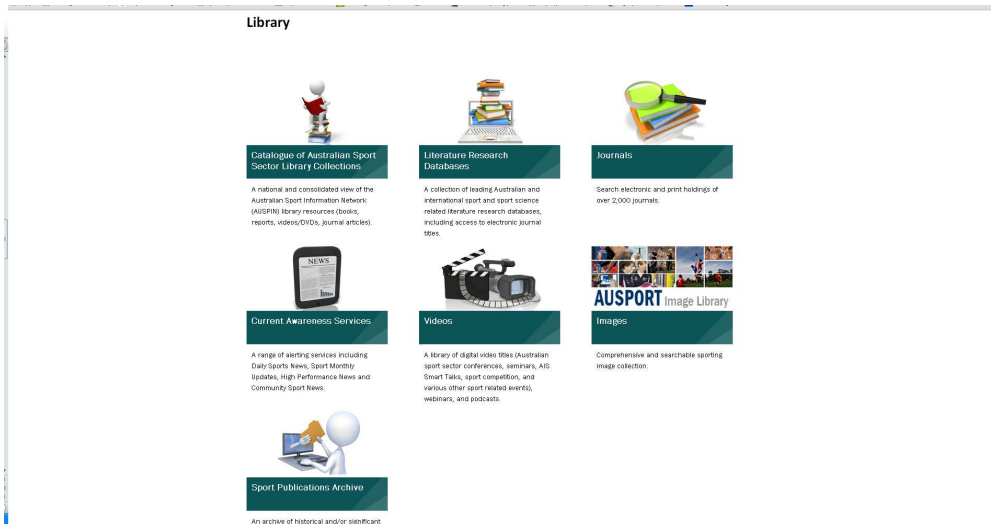 Library
Catalogue of Australian Sport
Sector Library Collections
A national and consolidated view of the
Australian Sport Information Network
(AUSPIN) library resources (books,
reports, videos/DVDs, journal articles).
Literature Research
Databases
A collection of leading Australian and
international sport and sport science
related literature research databases,
including access to electronic journal
titles.
Journals
Search electronic and print holdings of
over 2,000 journals.
NEWS
Current Awareness Services
A range of alerting services including
Daily Sports News, Sport Monthly
Updates, High Performance News and
Community Sport News.
Videos
A library of digital video titles (Australian
sport sector conferences, seminars, AIS
Smart Talks, sport competition, and
various other sport related events),
webinars, and podcasts.
AUSPORT Image Library
Images
Comprehensive and searchable sporting
image collection.
Sport Publications Archive
An archive of historical and/or significant